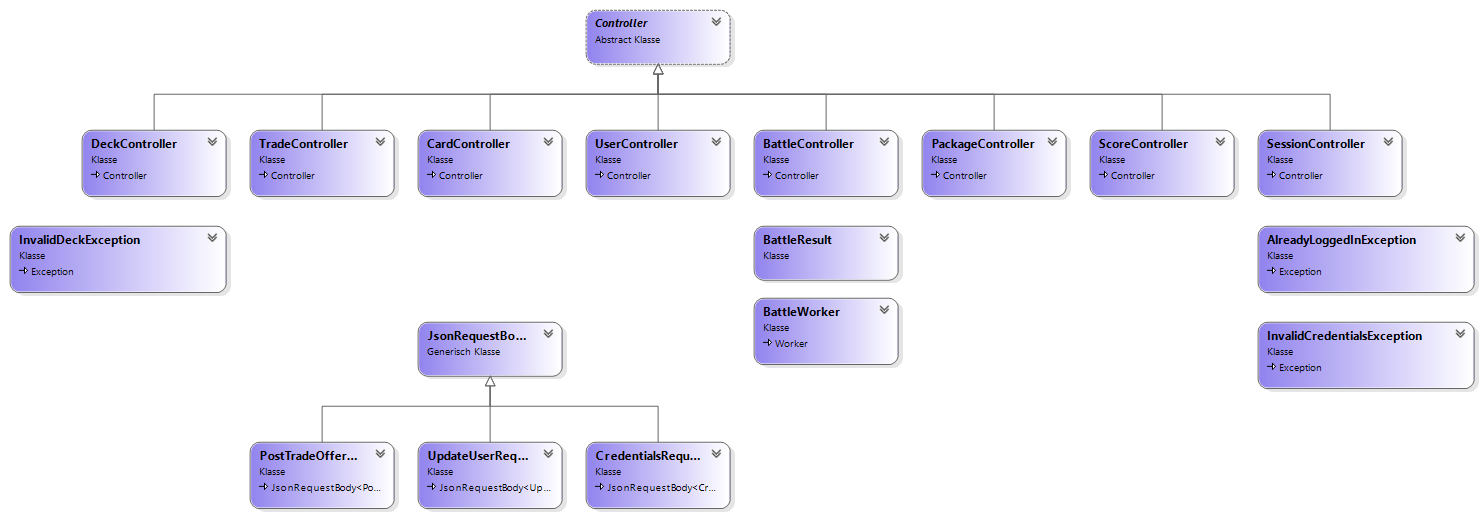 Controller
Abstract Klasse
DeckController
Klasse
Controller
TradeController
Klasse
Controller
CardController
Klasse
Controller
UserController
Klasse
Controller
BattleController
Klasse
Controller
PackageController
Klasse
Controller
ScoreController
Klasse
Controller
SessionController
Klasse
Controller
InvalidDeckException
Klasse
Exception
BattleResult
Klasse
AlreadyLoggedInException
Klasse
Exception
BattleWorker
Klasse
Worker
JsonRequestBo...
Generisch Klasse
InvalidCredentialsException
Klasse
Exception
PostTradeOffer...
Klasse
JsonRequestBody<Po...
UpdateUserReq...
Klasse
JsonRequestBody<Up...
CredentialsRequ...
Klasse
JsonRequestBody<Cr...